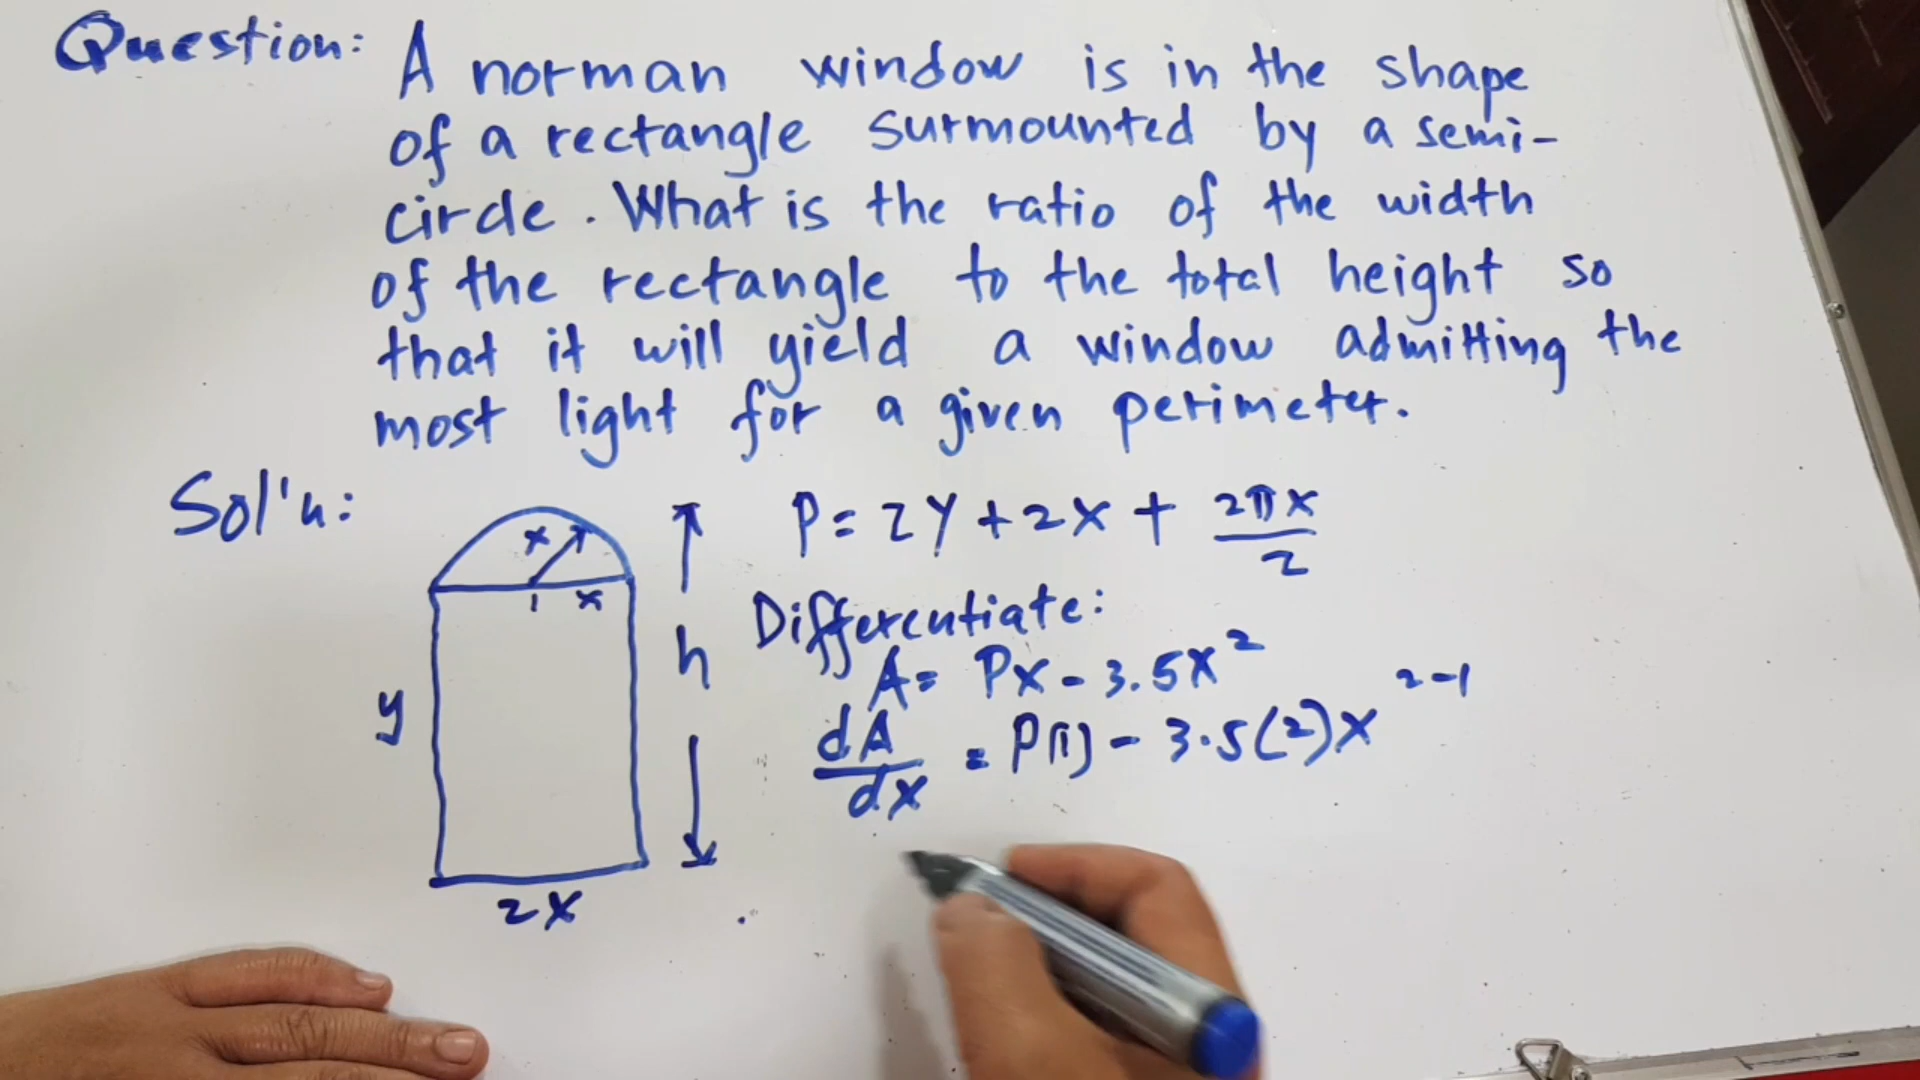 Question: A norman window is in the shape
of a rectangle surmounted by a semi-
circle. What is the ratio of the width
of the rectangle to the total height so
that it will yield a window admitting the
most light for a given perimeter.
Sol'n:
x
x
y
h
2x
P = 2y + 2x + 2πx/2
Differentiate:
A = Px - 3.5x²
dA/dx = P(1) - 3.5(2)x^(2-1)